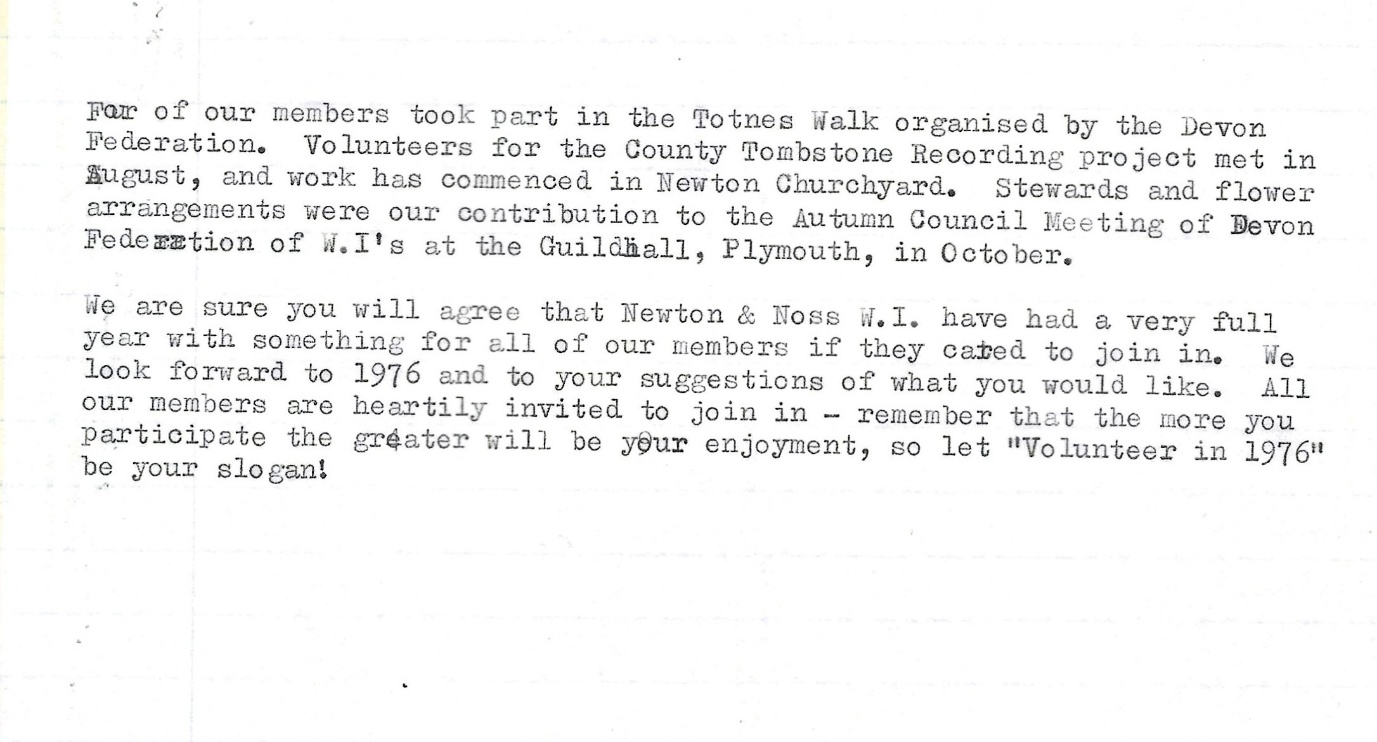 Four of our members took part in the Totnes Walk organised by the Devon
Federation. Volunteers for the County Tombstone Recording project met in
August, and work has commenced in Newton Churchyard. Stewards and flower
arrangements were our contribution to the Autumn Council Meeting of Devon
Federation of W.I's at the Guildhall, Plymouth, in October.
We are sure you will agree that Newton & Noss W.I. have had a very full
year with something for all of our members if they cared to join in. We
look forward to 1976 and to your suggestions of what you would like. All
our members are heartily invited to join in - remember that the more you
participate the greater will be your enjoyment, so let "Volunteer in 1976"
be your slogan!